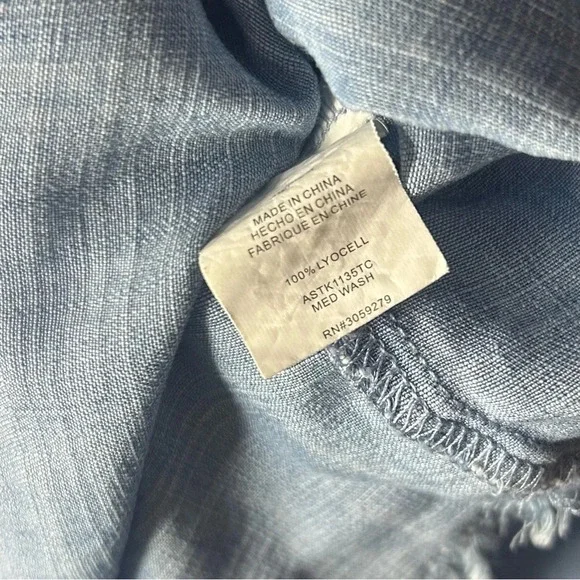 MADE IN CHINA
HECHO EN CHINA
FABRIQUE EN CHINE
100% LYOCELL
ASTK1135TC
MED WASH
RN#3059279